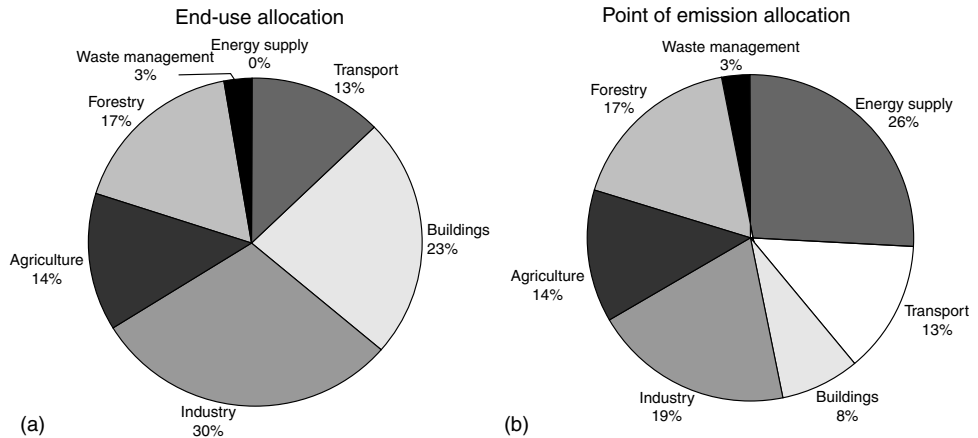 End-use allocation
Energy supply
0%
Waste management
3%
Transport
13%
Forestry
17%
Buildings
23%
Agriculture
14%
Industry
30%
(a)
Point of emission allocation
Waste management
3%
Energy supply
26%
Forestry
17%
Agriculture
14%
Transport
13%
Industry
19%
Buildings
8%
(b)